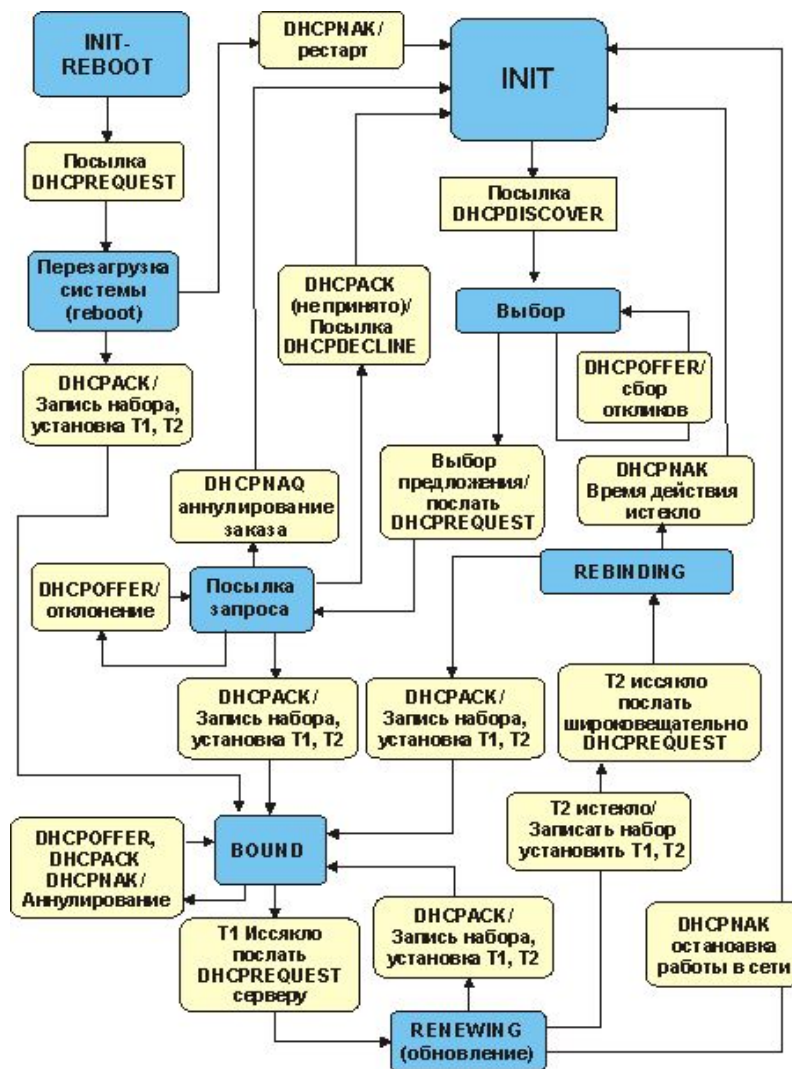 INIT-
REBOOT
DHCPNAK/
рестарт
INIT
Посылка
DHCPREQUEST
Посылка
DHCPDISCOVER
Перезагрузка
системы
(reboot)
DHCPACK
(не принято)/
Посылка
DHCPDECLINE
Выбор
DHCPOFFER/
сбор
откликов
DHCPACK/
Запись набора,
установка T1, T2
DHCPNAQ
аннулирование
заказа
Выбор
предложения/
послать
DHCPREQUEST
DHCPNAK
Время действия
истекло
DHCPOFFER/
отклонение
Посылка
запроса
REBINDING
DHCPACK/
Запись набора,
установка T1, T2
DHCPACK/
Запись набора,
установка T1, T2
T2 иссякло
послать
широковещательно
DHCPREQUEST
DHCPOFFER,
DHCPACK
DHCPNAK/
Аннулирование
BOUND
T2 истекло/
Записать набор
установить T1, T2
T1 Иссякло
послать
DHCPREQUEST
серверу
DHCPACK/
Запись набора,
установка T1, T2
DHCPNAK
остановка
работы в сети
RENEWING
(обновление)